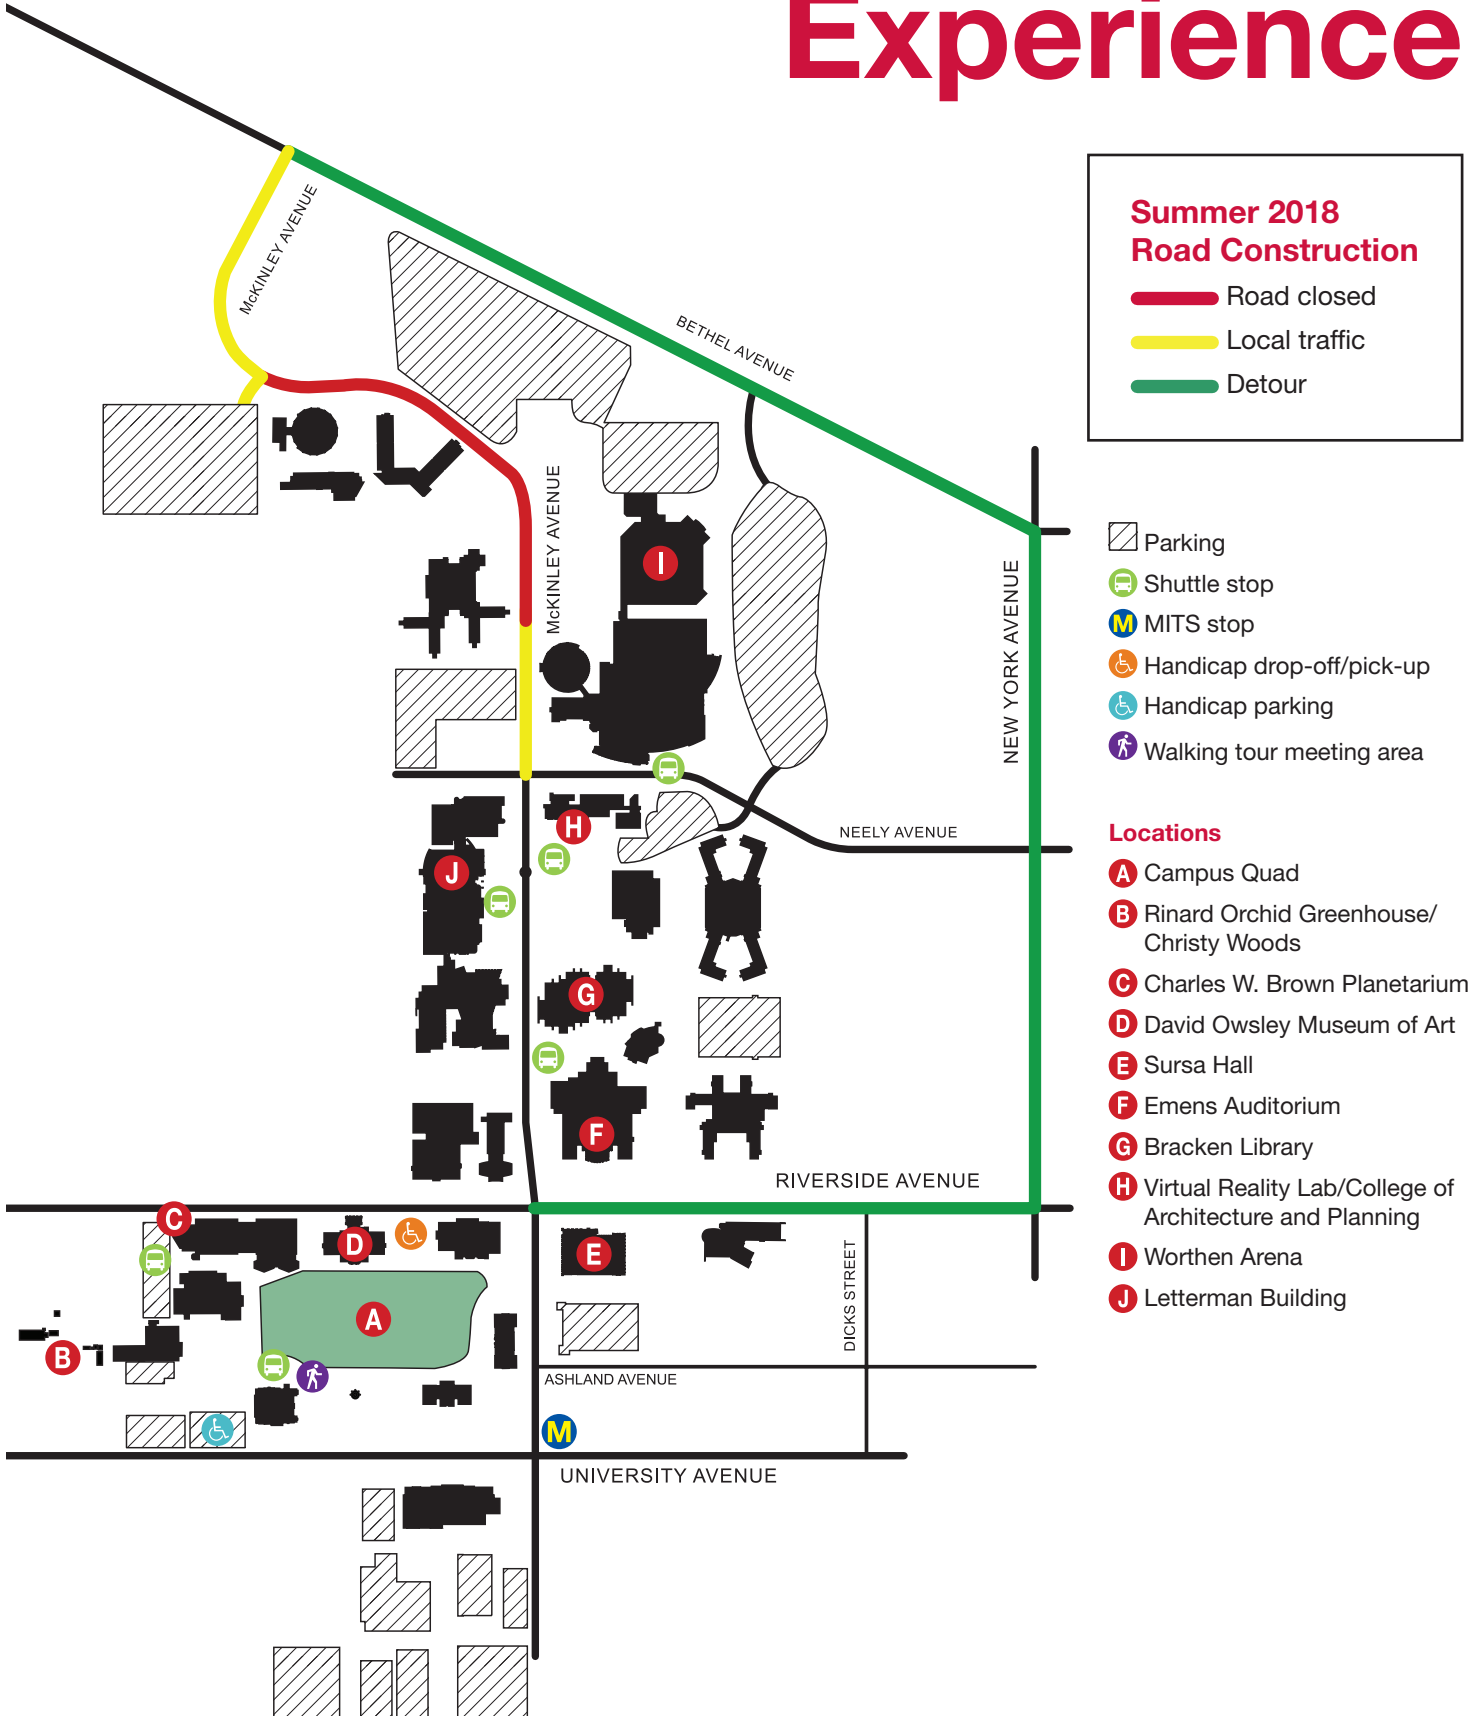 Experience
Summer 2018
Road Construction
Road closed
Local traffic
Detour
McKINLEY AVENUE
BETHEL AVENUE
McKINLEY AVENUE
NEW YORK AVENUE
Parking
Shuttle stop
M MITS stop
Handicap drop-off/pick-up
Handicap parking
Walking tour meeting area
I
H
NEELY AVENUE
J
G
F
RIVERSIDE AVENUE
Locations
A Campus Quad
B Rinard Orchid Greenhouse/
Christy Woods
C Charles W. Brown Planetarium
D David Owsley Museum of Art
E Sursa Hall
F Emens Auditorium
G Bracken Library
H Virtual Reality Lab/College of
Architecture and Planning
I Worthen Arena
J Letterman Building
C
D
E
A
B
DICKS STREET
ASHLAND AVENUE
M
UNIVERSITY AVENUE